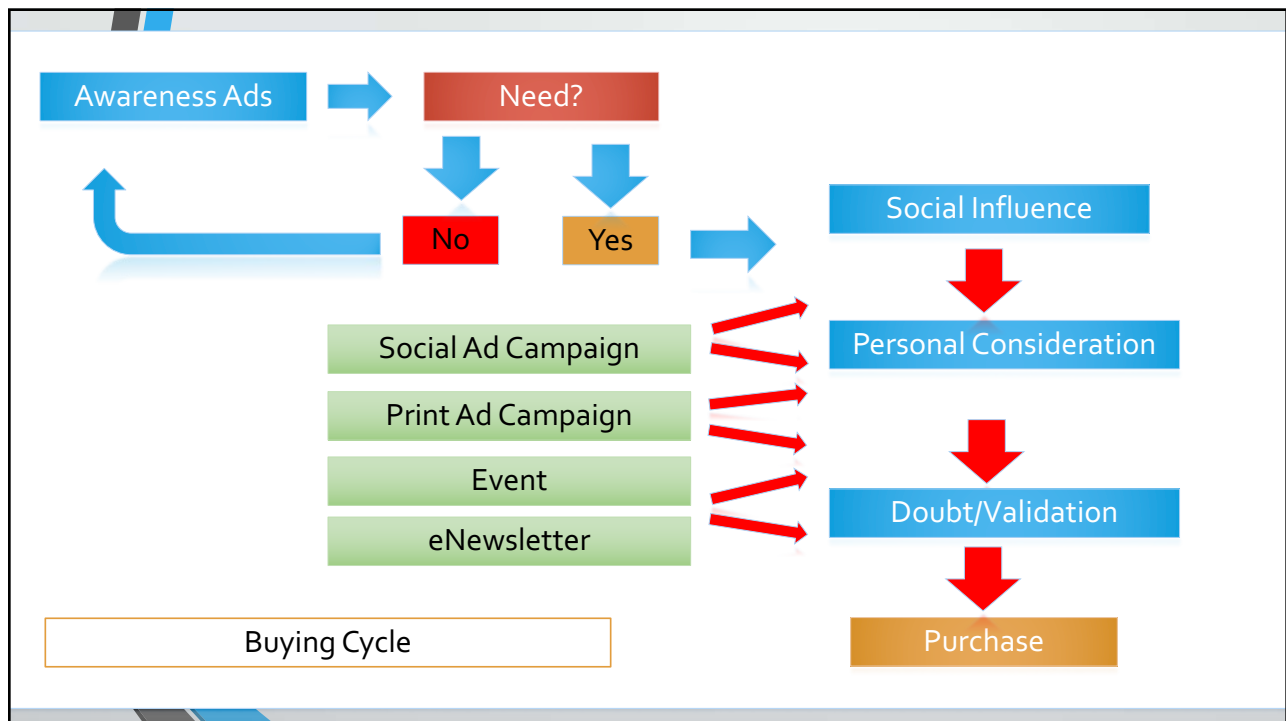 Awareness Ads
Need?
No
Yes
Social Influence
Social Ad Campaign
Personal Consideration
Print Ad Campaign
Event
Doubt/Validation
eNewsletter
Buying Cycle
Purchase